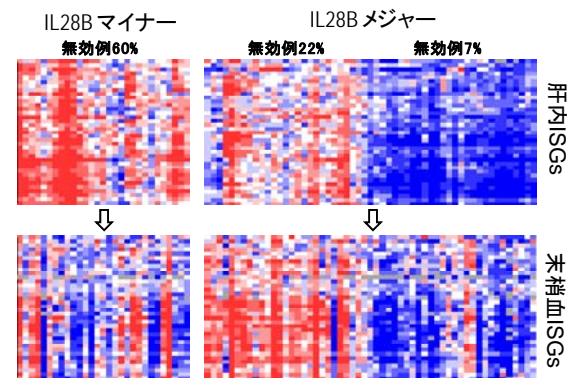 IL28B マイナー
IL28B メジャー
無効例60%
無効例22%
無効例7%
肝内ISGs
末梢血ISGs